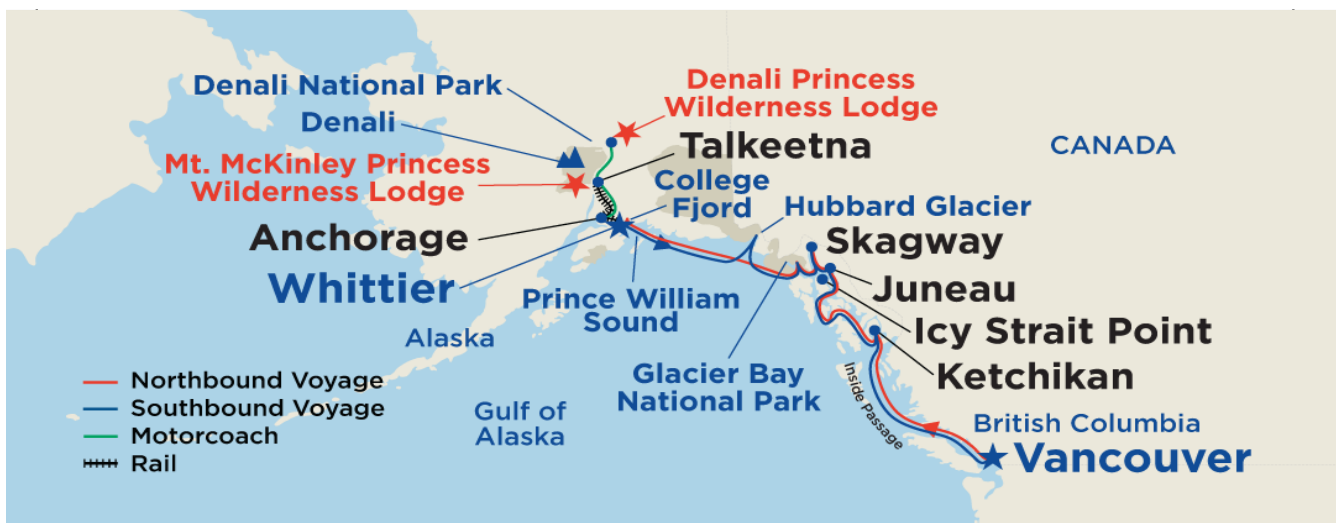 Denali National Park
Denali
Mt. McKinley Princess
Wilderness Lodge
Denali Princess
Wilderness Lodge
Talkeetna
College
Fjord
Hubbard Glacier
CANADA
Anchorage
Whittier
Skagway
Juneau
Icy Strait Point
Ketchikan
Prince William
Sound
Alaska
Glacier Bay
National Park
Inside Passage
Gulf of
Alaska
British Columbia
Vancouver
Northbound Voyage
Southbound Voyage
Motorcoach
Rail